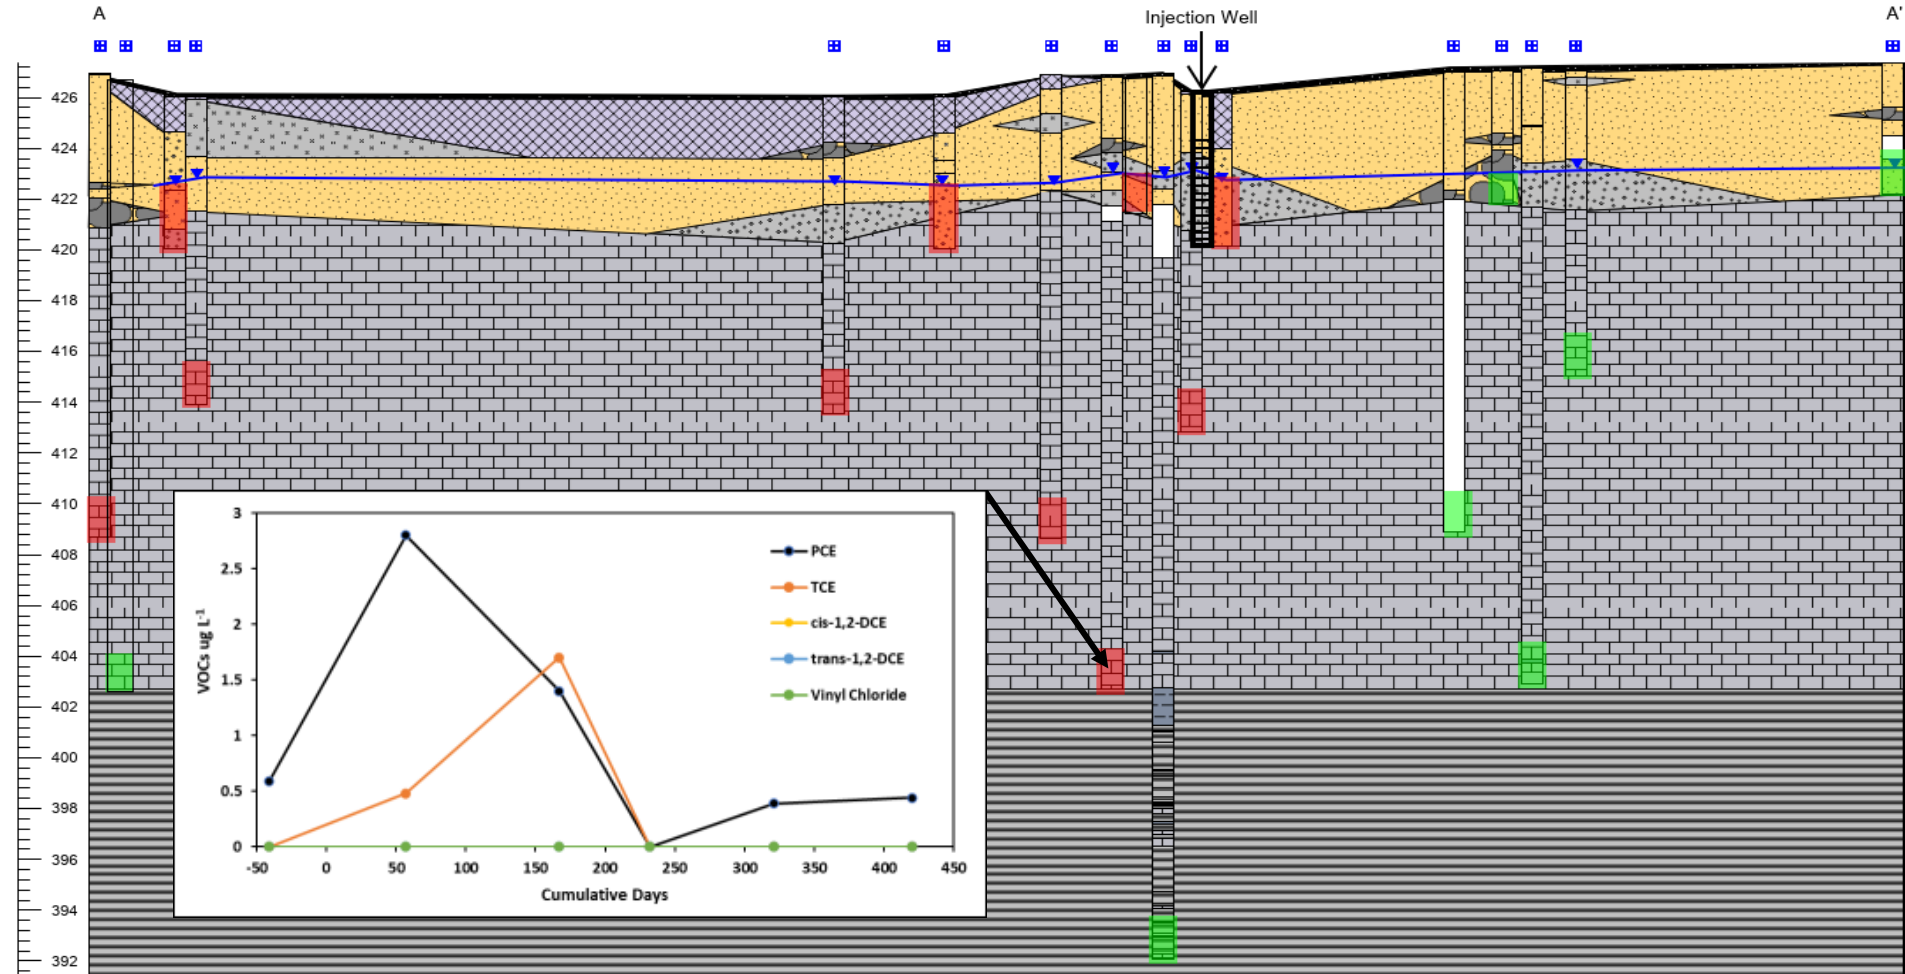 A
Injection Well
A'
426
424
422
420
418
416
414
412
410
408
406
404
402
400
398
396
394
392
3
2.5
2
1.5
1
0.5
0
VOCs ug L-1
-50 0 50 100 150 200 250 300 350 400 450
Cumulative Days
PCE
TCE
cis-1,2-DCE
trans-1,2-DCE
Vinyl Chloride